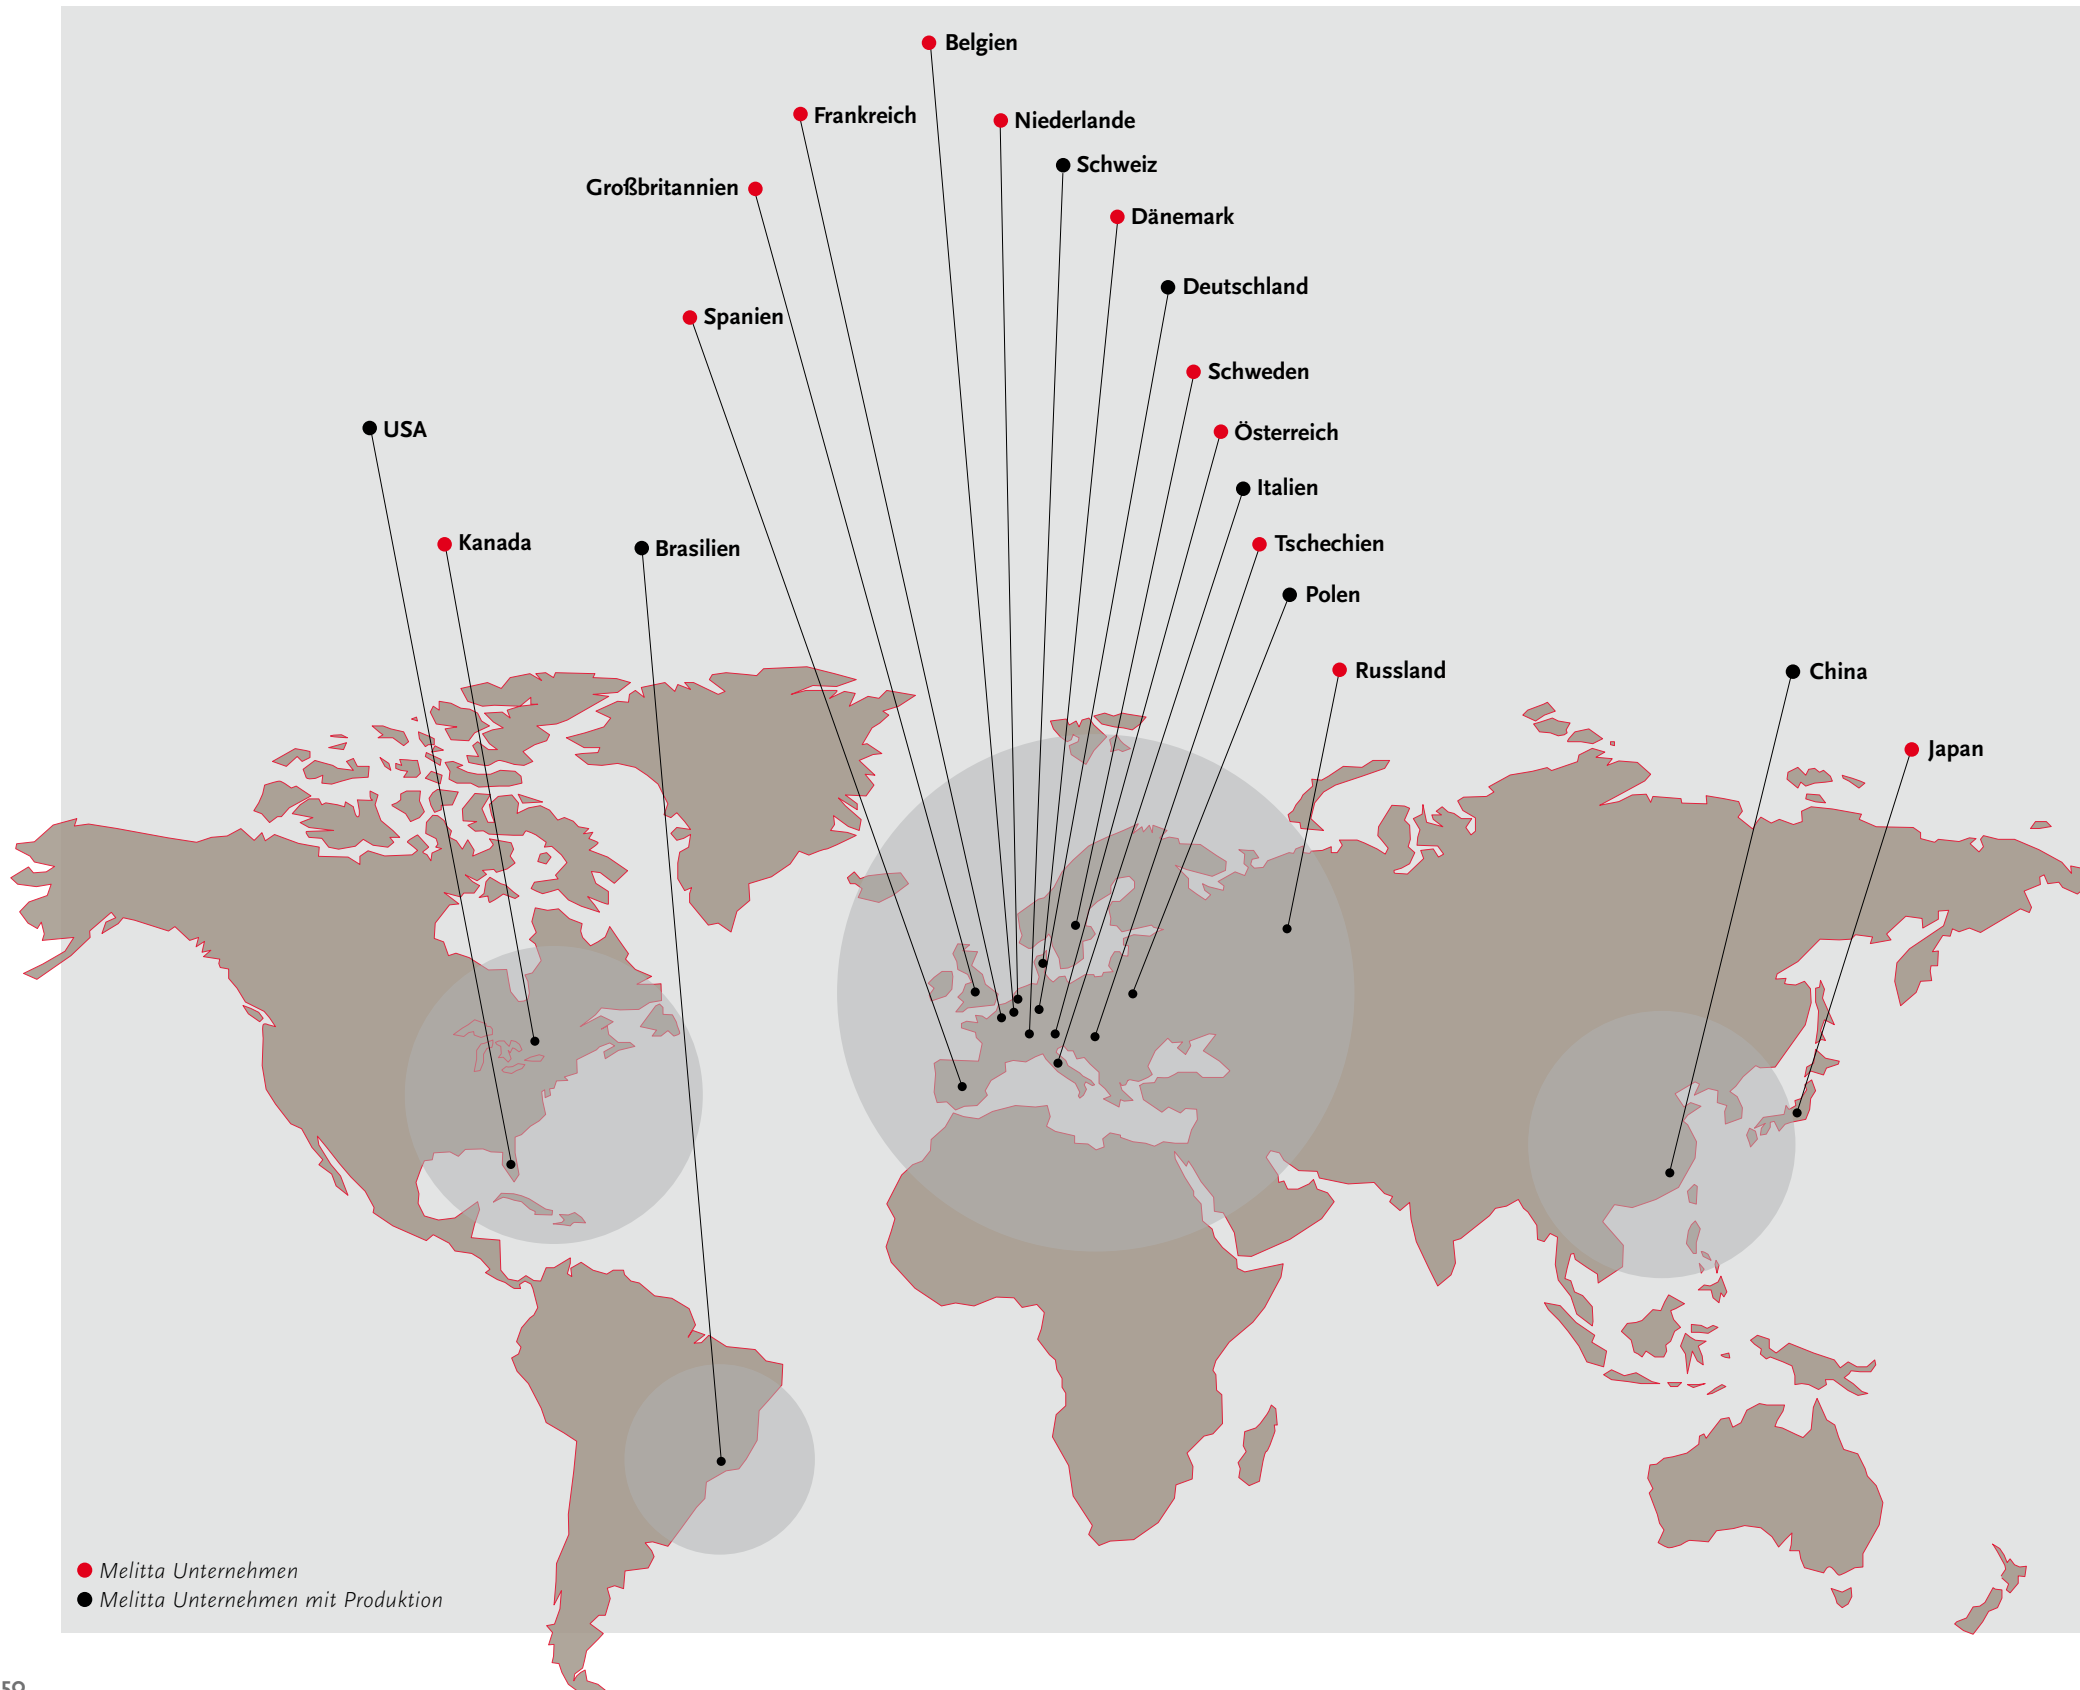 Belgien
Frankreich
Niederlande
Schweiz
Großbritannien
Dänemark
Deutschland
Spanien
Schweden
USA
Österreich
Italien
Kanada
Brasilien
Tschechien
Polen
Russland
China
Japan
Melitta Unternehmen
Melitta Unternehmen mit Produktion